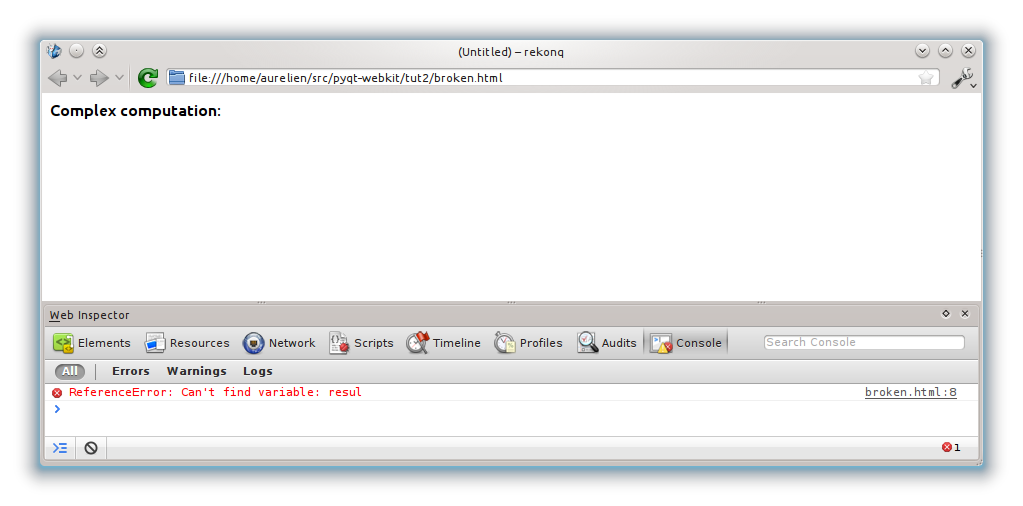 (Untitled) – rekonq
file:///home/aurelien/src/pyqt-webkit/tut2/broken.html
Complex computation:
Web Inspector
Elements Resources Network Scripts Timeline Profiles Audits Console Search Console
All Errors Warnings Logs
ReferenceError: Can't find variable: resul broken.html:8
1